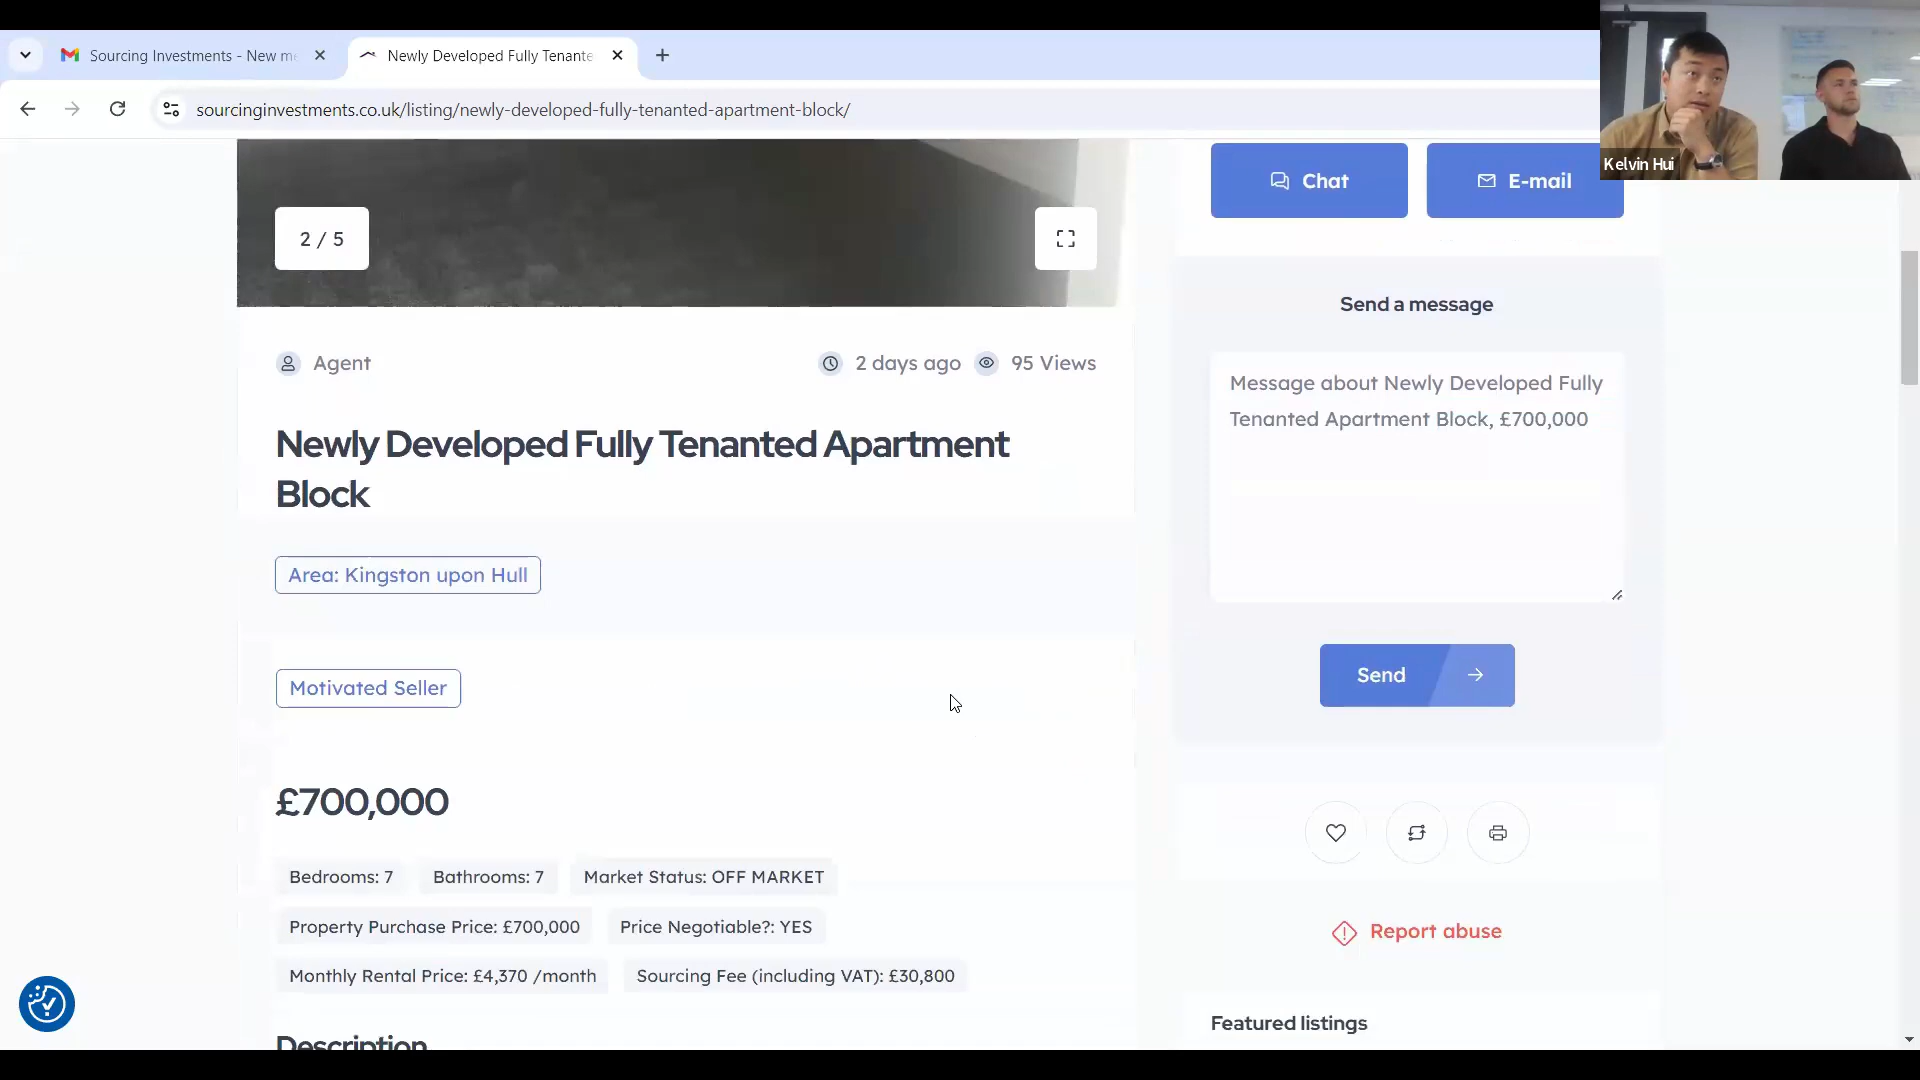 Sourcing Investments - New me
Newly Developed Fully Tenante
sourcinginvestments.co.uk/listing/newly-developed-fully-tenanted-apartment-block/
Kelvin Hui
Chat
E-mail
2 / 5
Send a message
Agent
2 days ago
95 Views
Message about Newly Developed Fully
Tenanted Apartment Block, £700,000
Newly Developed Fully Tenanted Apartment
Block
Area: Kingston upon Hull
Send
Motivated Seller
£700,000
Bedrooms: 7
Bathrooms: 7
Market Status: OFF MARKET
Property Purchase Price: £700,000
Price Negotiable?: YES
Report abuse
Monthly Rental Price: £4,370 /month
Sourcing Fee (including VAT): £30,800
Featured listings
Description